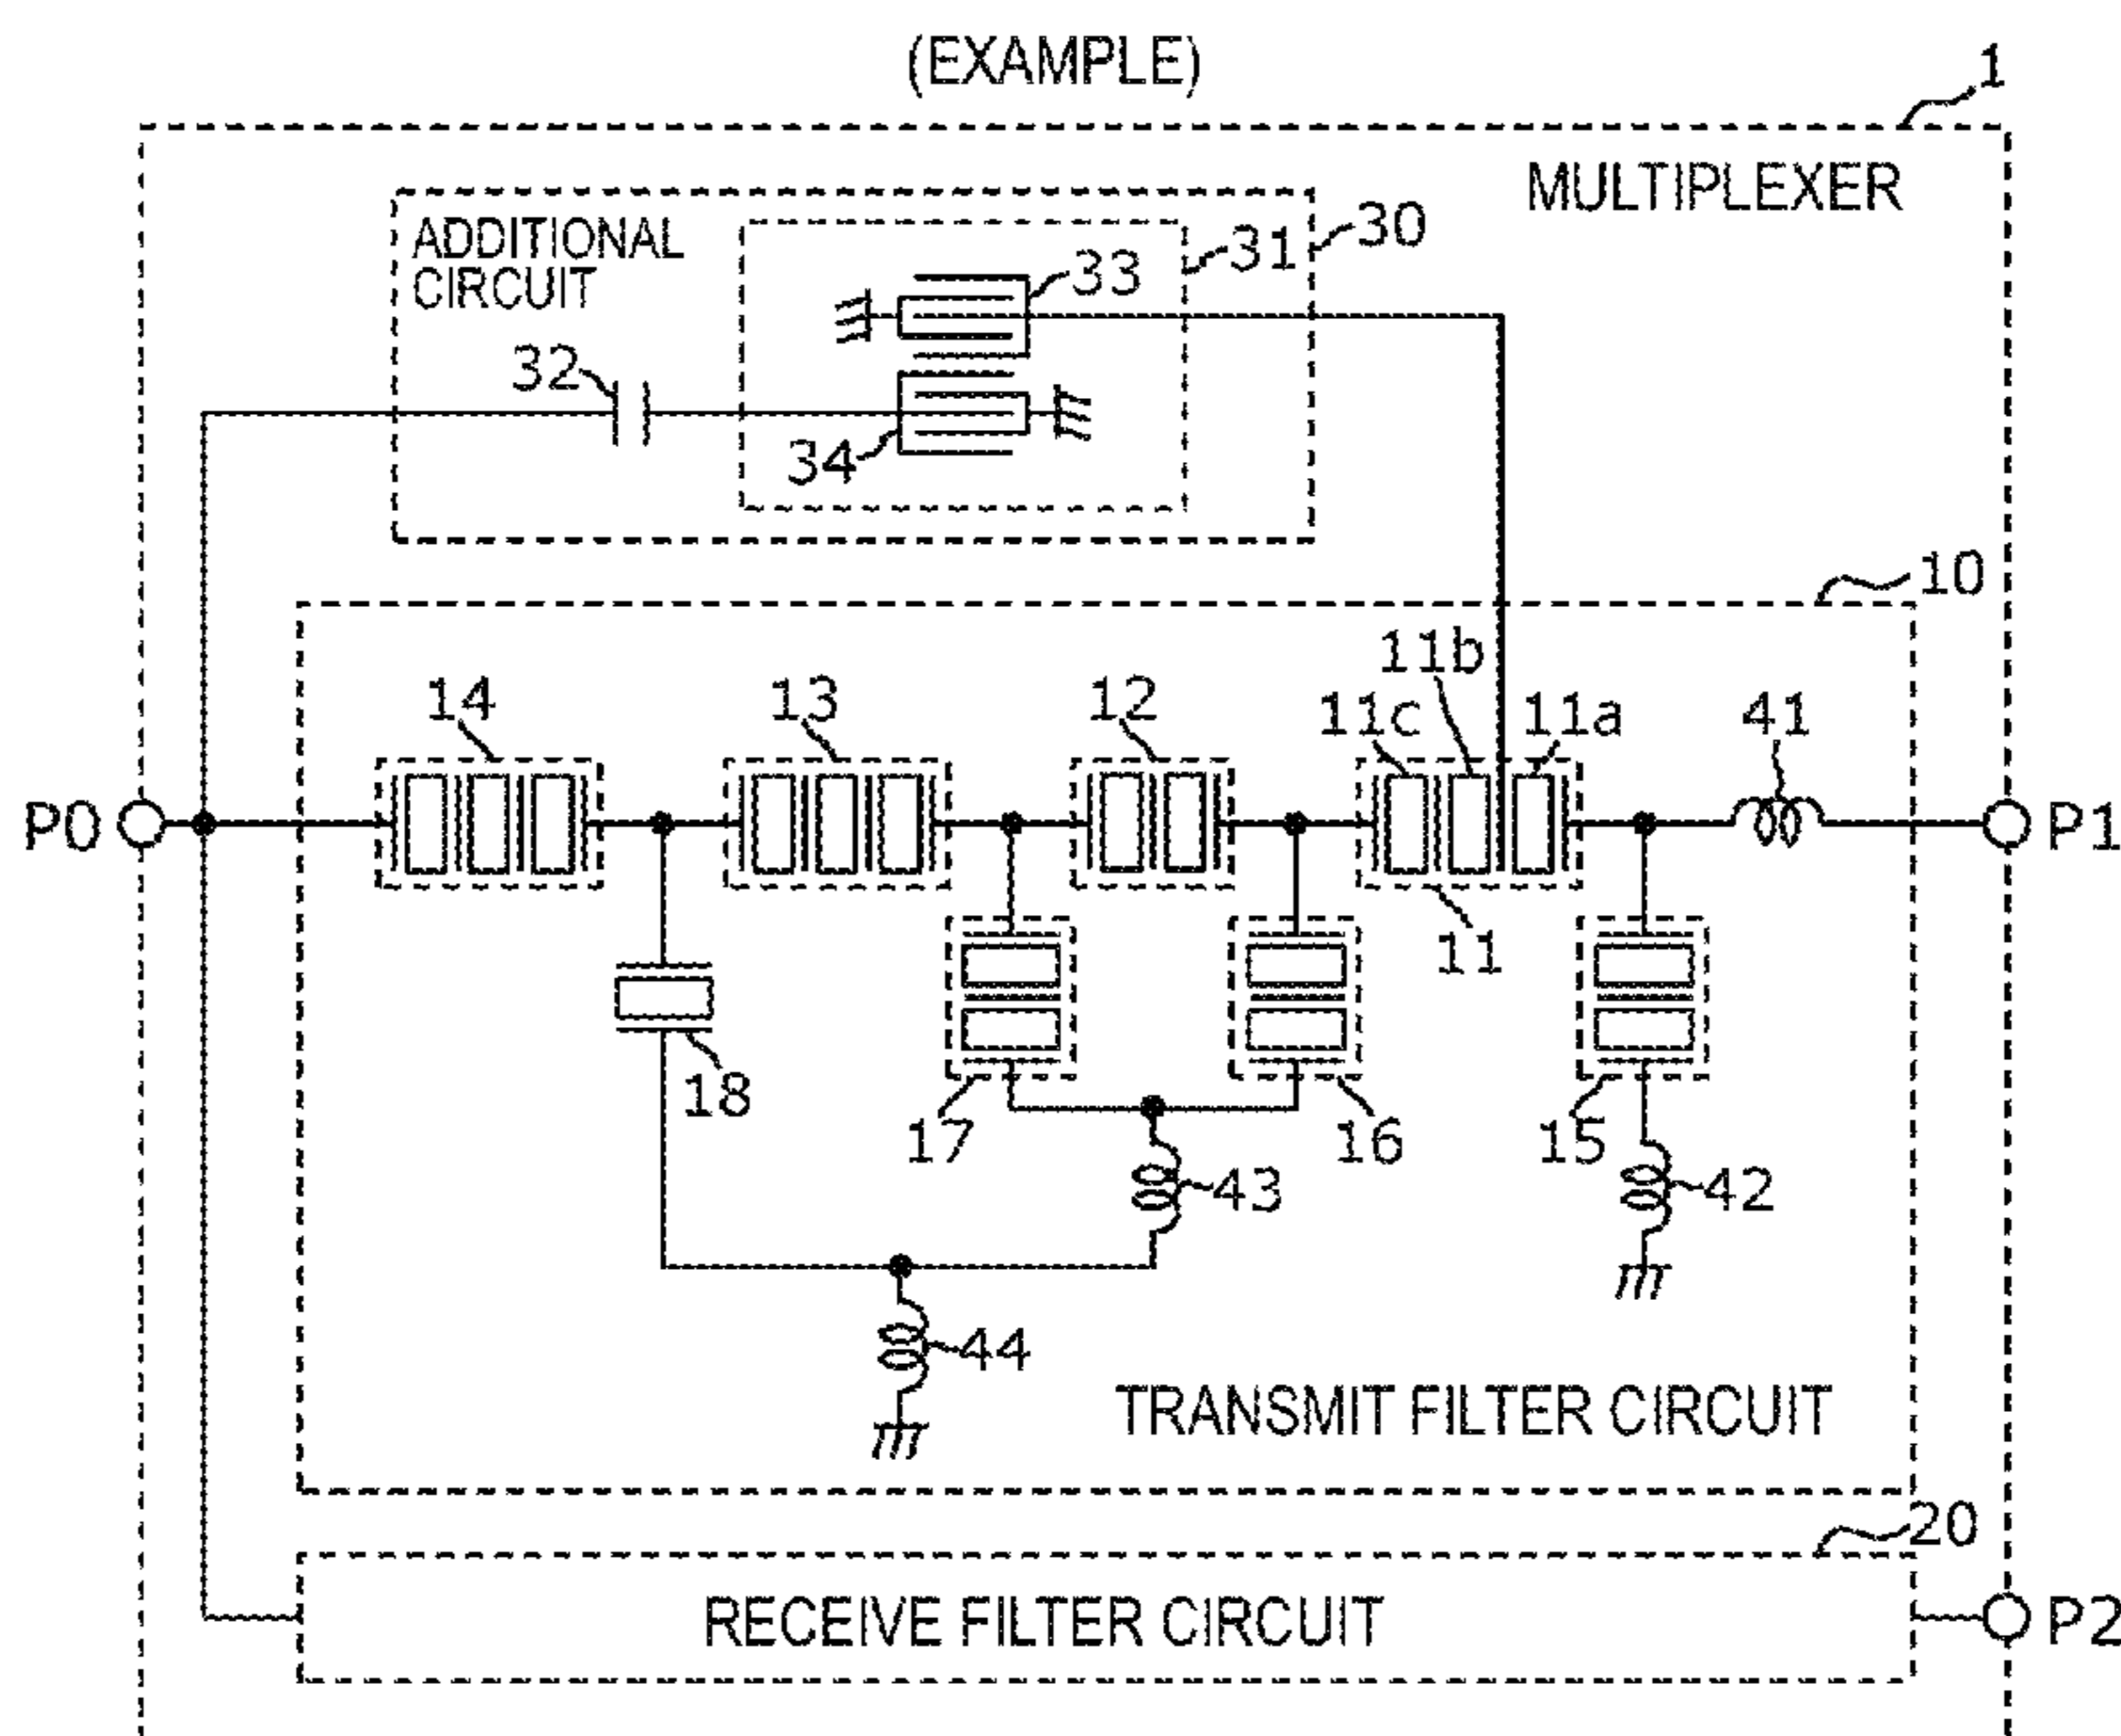 (EXAMPLE)
1
MULTIPLEXER
ADDITIONAL
CIRCUIT
30
31
33
32
34
10
11b
14
13
12
11c
11a
41
P0
P1
11
18
17
16
15
43
42
44
TRANSMIT FILTER CIRCUIT
20
RECEIVE FILTER CIRCUIT
P2